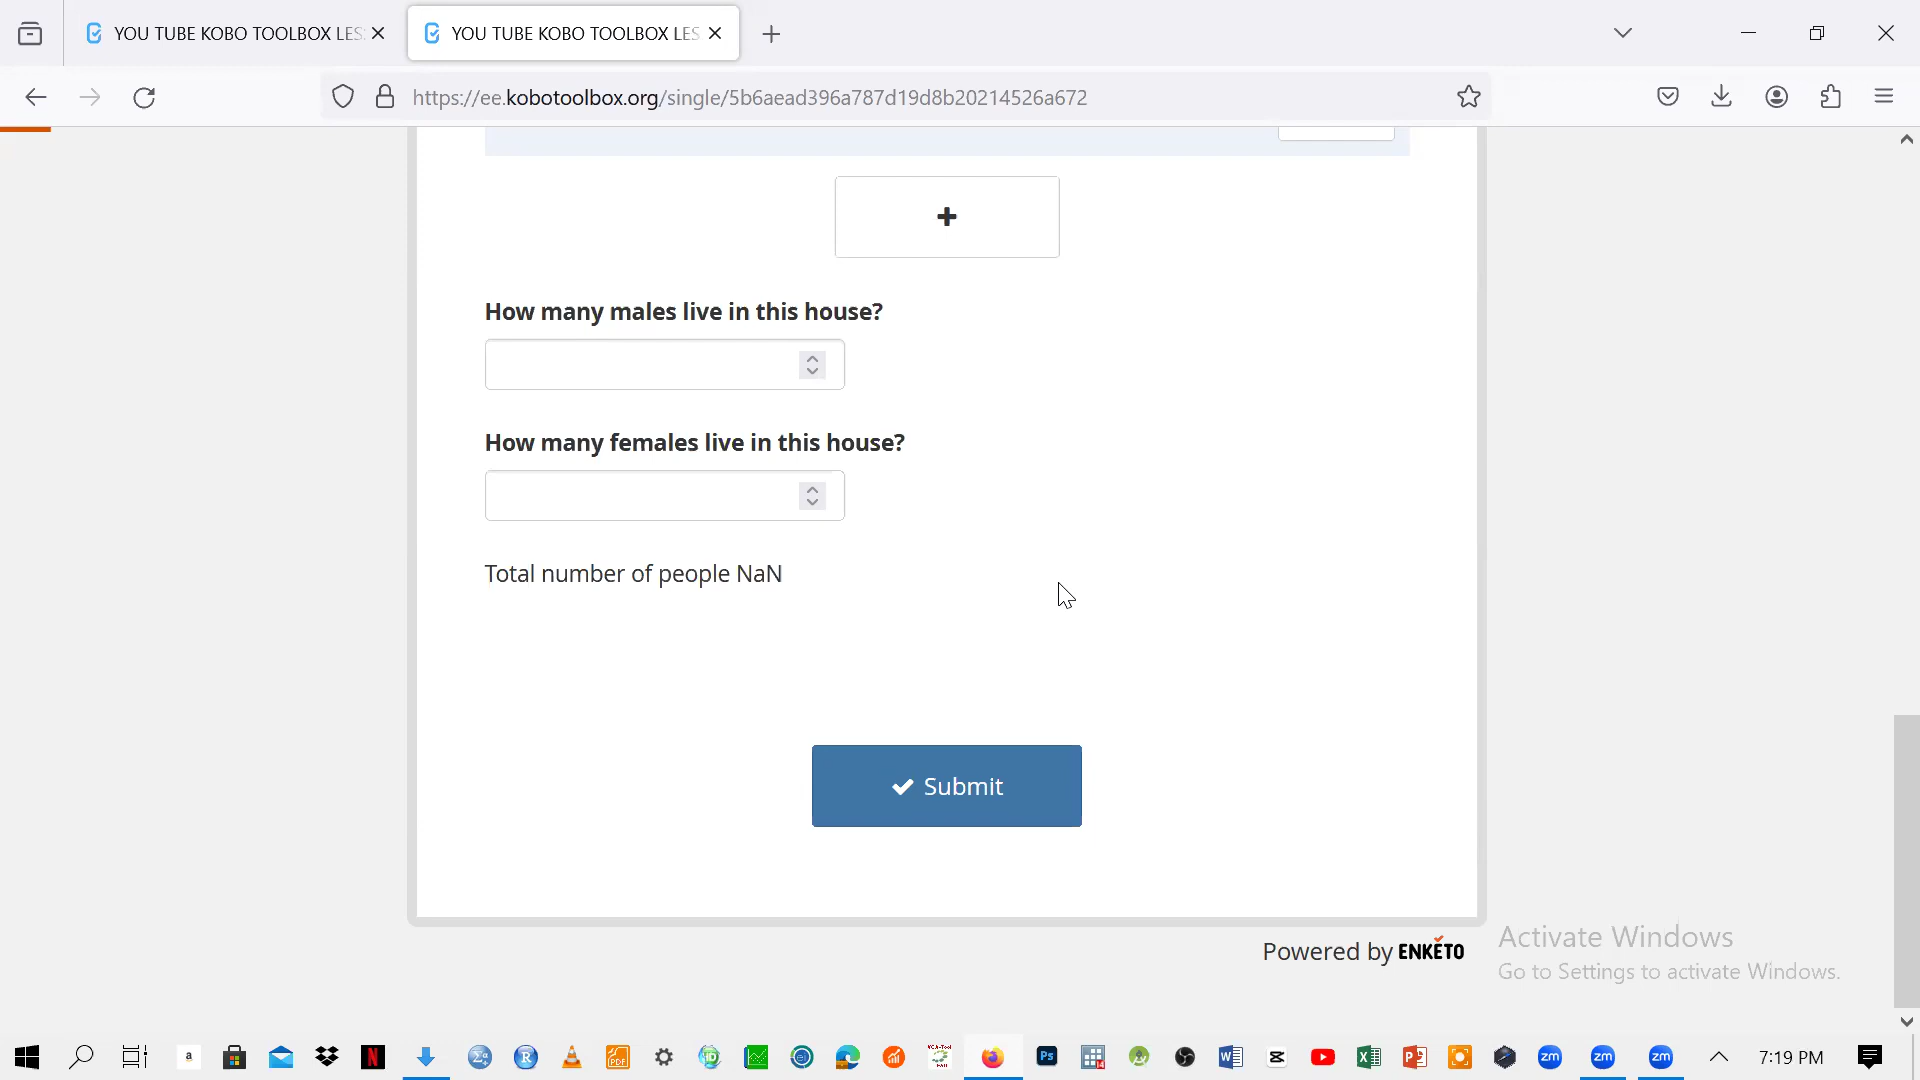 YOU TUBE KOBO TOOLBOX LES
YOU TUBE KOBO TOOLBOX LES
https://ee.kobotoolbox.org/single/5b6aead396a787d19d8b20214526a672
How many males live in this house?
How many females live in this house?
Total number of people NaN
Submit
Powered by ENKETO
Activate Windows
Go to Settings to activate Windows.
7:19 PM